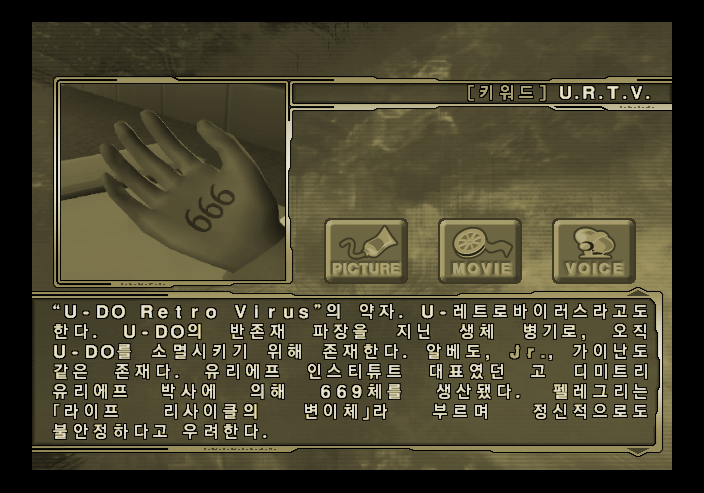 [키워드] U.R.T.V.
666
PICTURE
MOVIE
VOICE
“U-DO Retro Virus”의 약자. U-레트로바이러스라고도
한다. U-DO의 반존재 파장을 지닌 생체 병기로, 오직
U-DO를 소멸시키기 위해 존재한다. 알베도, Jr., 가이난도
같은 존재다. 유리에프 인스티튜트 대표였던 고 디미트리
유리에프 박사에 의해 669체를 생산됐다. 펠레그리는
「라이프 리사이클의 변이체」라 부르며 정신적으로도
불안정하다고 우려한다.